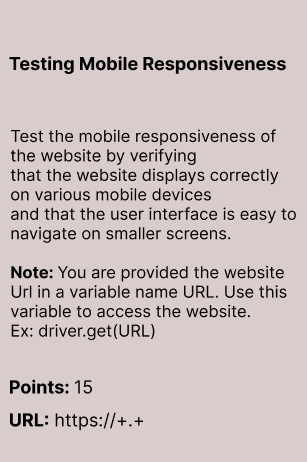 Testing Mobile Responsiveness
Test the mobile responsiveness of
the website by verifying
that the website displays correctly
on various mobile devices
and that the user interface is easy to
navigate on smaller screens.
Note: You are provided the website
Url in a variable name URL. Use this
variable to access the website.
Ex: driver.get(URL)
Points: 15
URL: https://+.+